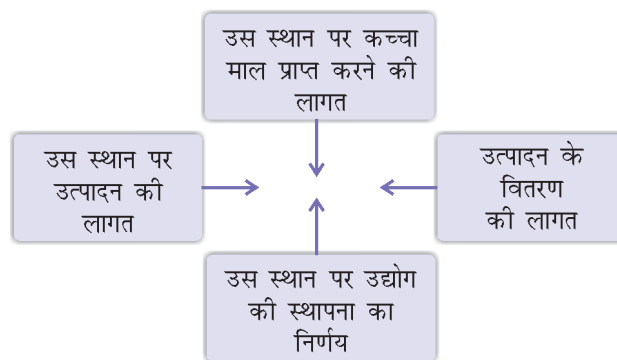 उस स्थान पर कच्चा
माल प्राप्त करने की
लागत
उस स्थान पर
उत्पादन की
लागत
उत्पादन के
वितरण
की लागत
उस स्थान पर उद्योग
की स्थापना का
निर्णय